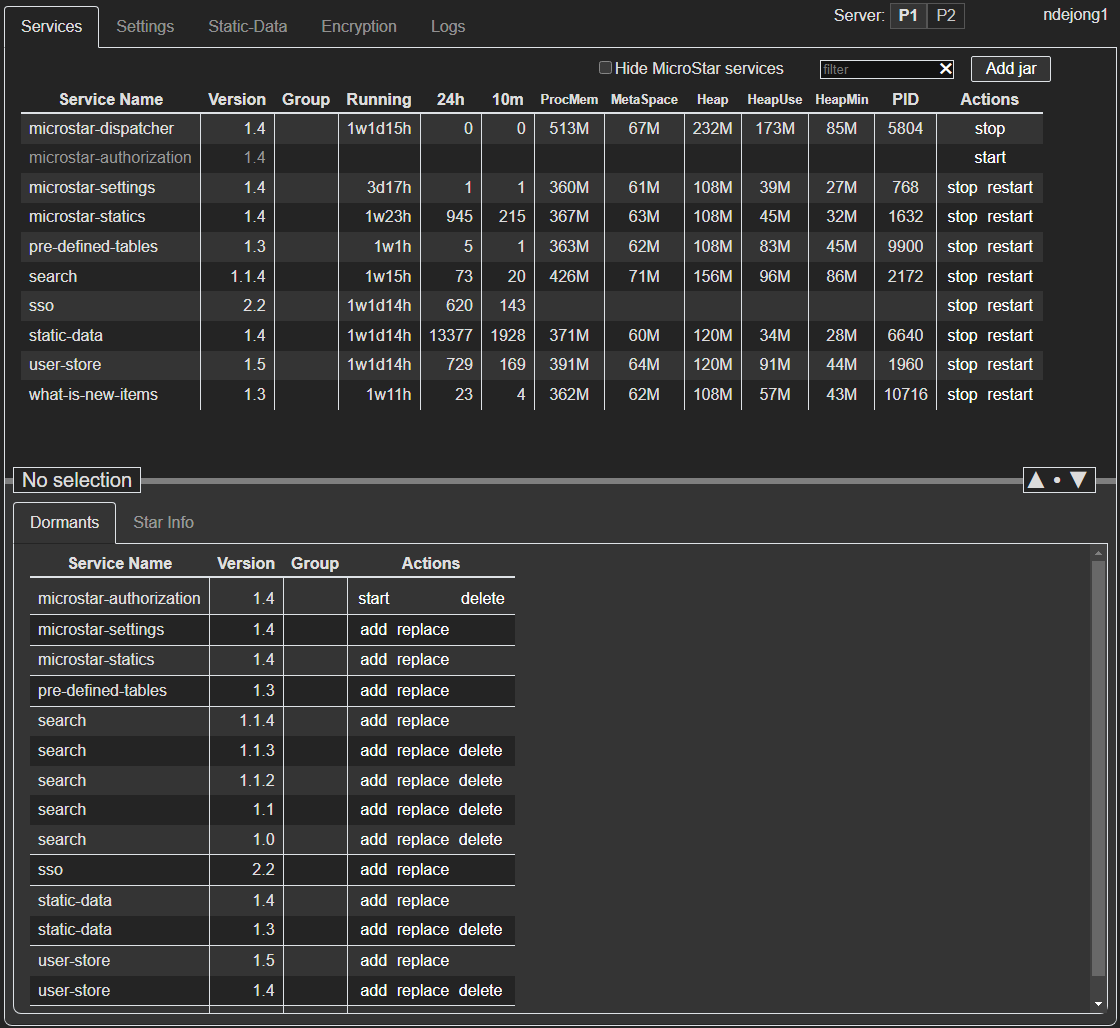 Services Settings Static-Data Encryption Logs Server: P1 P2 ndejong1
Hide MicroStar services filter ✕ Add jar
Service Name Version Group Running 24h 10m ProcMem MetaSpace Heap HeapUse HeapMin PID Actions
microstar-dispatcher 1.4 1w1d15h 0 0 513M 67M 232M 173M 85M 5804 stop
microstar-authorization 1.4 start
microstar-settings 1.4 3d17h 1 1 360M 61M 108M 39M 27M 768 stop restart
microstar-statics 1.4 1w23h 945 215 367M 63M 108M 45M 32M 1632 stop restart
pre-defined-tables 1.3 1w1h 5 1 363M 62M 108M 83M 45M 9900 stop restart
search 1.1.4 1w15h 73 20 426M 71M 156M 96M 86M 2172 stop restart
sso 2.2 1w1d14h 620 143 stop restart
static-data 1.4 1w1d14h 13377 1928 371M 60M 120M 34M 28M 6640 stop restart
user-store 1.5 1w1d14h 729 169 391M 64M 120M 91M 44M 1960 stop restart
what-is-new-items 1.3 1w11h 23 4 362M 62M 108M 57M 43M 10716 stop restart
No selection ▲ • ▼
Dormants Star Info
Service Name Version Group Actions
microstar-authorization 1.4 start delete
microstar-settings 1.4 add replace
microstar-statics 1.4 add replace
pre-defined-tables 1.3 add replace
search 1.1.4 add replace
search 1.1.3 add replace delete
search 1.1.2 add replace delete
search 1.1 add replace delete
search 1.0 add replace delete
sso 2.2 add replace
static-data 1.4 add replace
static-data 1.3 add replace delete
user-store 1.5 add replace
user-store 1.4 add replace delete